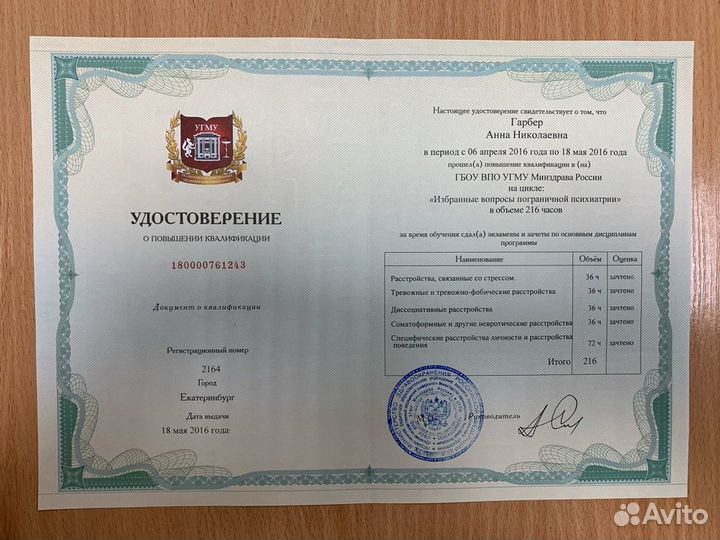 УГМУ
УДОСТОВЕРЕНИЕ
О ПОВЫШЕНИИ КВАЛИФИКАЦИИ
180000761243
Документ о квалификации
Регистрационный номер
2164
Город
Екатеринбург
Дата выдачи
18 мая 2016 года
Настоящее удостоверение свидетельствует о том, что
Гарбер
Анна Николаевна
в период с 06 апреля 2016 года по 18 мая 2016 года
прошел(а) повышение квалификации в (на)
ГБОУ ВПО УГМУ Минздрава России
на цикле:
«Избранные вопросы пограничной психиатрии»
в объеме 216 часов
за время обучения сдал(а) экзамены и зачеты по основным дисциплинам
программы
Наименование Объём Оценка
Расстройства, связанные со стрессом. 36 ч зачтено
Тревожные и тревожно-фобические расстройства 36 ч зачтено
Диссоциативные расстройства 36 ч зачтено
Соматоформные и другие невротические расстройства 36 ч зачтено
Специфические расстройства личности и расстройства
поведения 72 ч зачтено
Итого 216
Руководитель
Avito